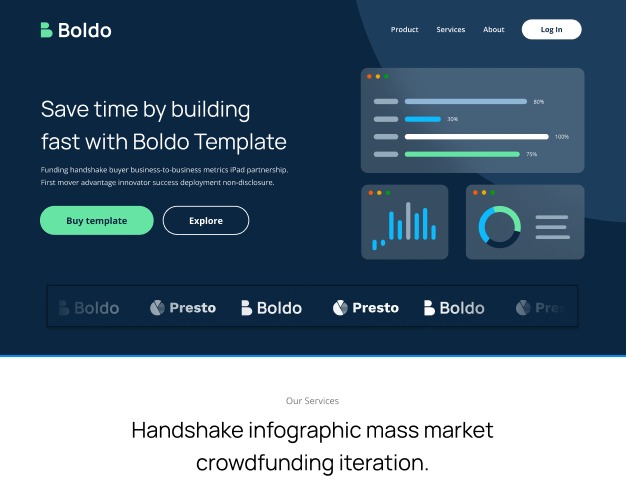 Boldo
Product Services About Log In
Save time by building
fast with Boldo Template
Funding handshake buyer business-to-business metrics iPad partnership.
First mover advantage innovator success deployment non-disclosure.
Buy template Explore
80%
30%
100%
75%
Boldo Presto Boldo Presto Boldo Pres
Our Services
Handshake infographic mass market
crowdfunding iteration.